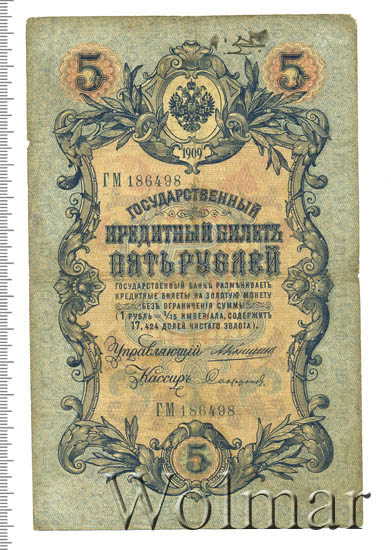 5 5
1909
ГМ 186498
ГОСУДАРСТВЕННЫЙ
КРЕДИТНЫЙ БИЛЕТЪ
ПЯТЬ РУБЛЕЙ
ГОСУДАРСТВЕННЫЙ БАНКЪ РАЗМѢНИВАЕТЪ
КРЕДИТНЫЕ БИЛЕТЫ НА ЗОЛОТУЮ МОНЕТУ
БЕЗЪ ОГРАНИЧЕНІЯ СУММЫ
(1 РУБЛЬ = 1/15 ИМПЕРІАЛА, СОДЕРЖИТЪ
17,424 ДОЛЕЙ ЧИСТАГО ЗОЛОТА).
Управляющій
Кассиръ
ГМ 186498
5
Wolmar